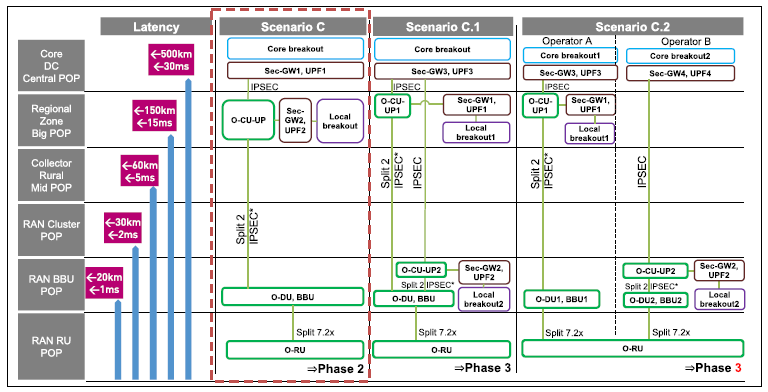 Latency
Scenario C
Scenario C.1
Scenario C.2
Core
DC
Central POP
Regional
Zone
Big POP
Collector
Rural
Mid POP
RAN Cluster
POP
RAN BBU
POP
RAN RU
POP
←500km
←30ms
←150km
←15ms
←60km
←5ms
←30km
←2ms
←20km
←1ms
Core breakout
Sec-GW1, UPF1
IPSEC
O-CU-UP
Sec-
GW2,
UPF2
Local
breakout
Split 2
IPSEC*
O-DU, BBU
Split 7.2x
O-RU
⇒Phase 2
Core breakout
Sec-GW3, UPF3
IPSEC
O-CU-
UP1
Sec-GW1,
UPF1
Local
breakout1
Split 2
IPSEC*
IPSEC
O-CU-UP2
Sec-GW2,
UPF2
Split 2 IPSEC*
O-DU, BBU
Local
breakout2
Split 7.2x
O-RU
⇒Phase 3
Operator A
Operator B
Core breakout1
Core breakout2
Sec-GW3, UPF3
Sec-GW4, UPF4
IPSEC
O-CU-
UP1
Sec-GW1,
UPF1
Local
breakout1
Split 2
IPSEC*
IPSEC
O-CU-UP2
Sec-GW2,
UPF2
Split 2 IPSEC*
O-DU1, BBU1
O-DU2, BBU2
Local
breakout2
Split 7.2x
Split 7.2x
O-RU
⇒Phase 3